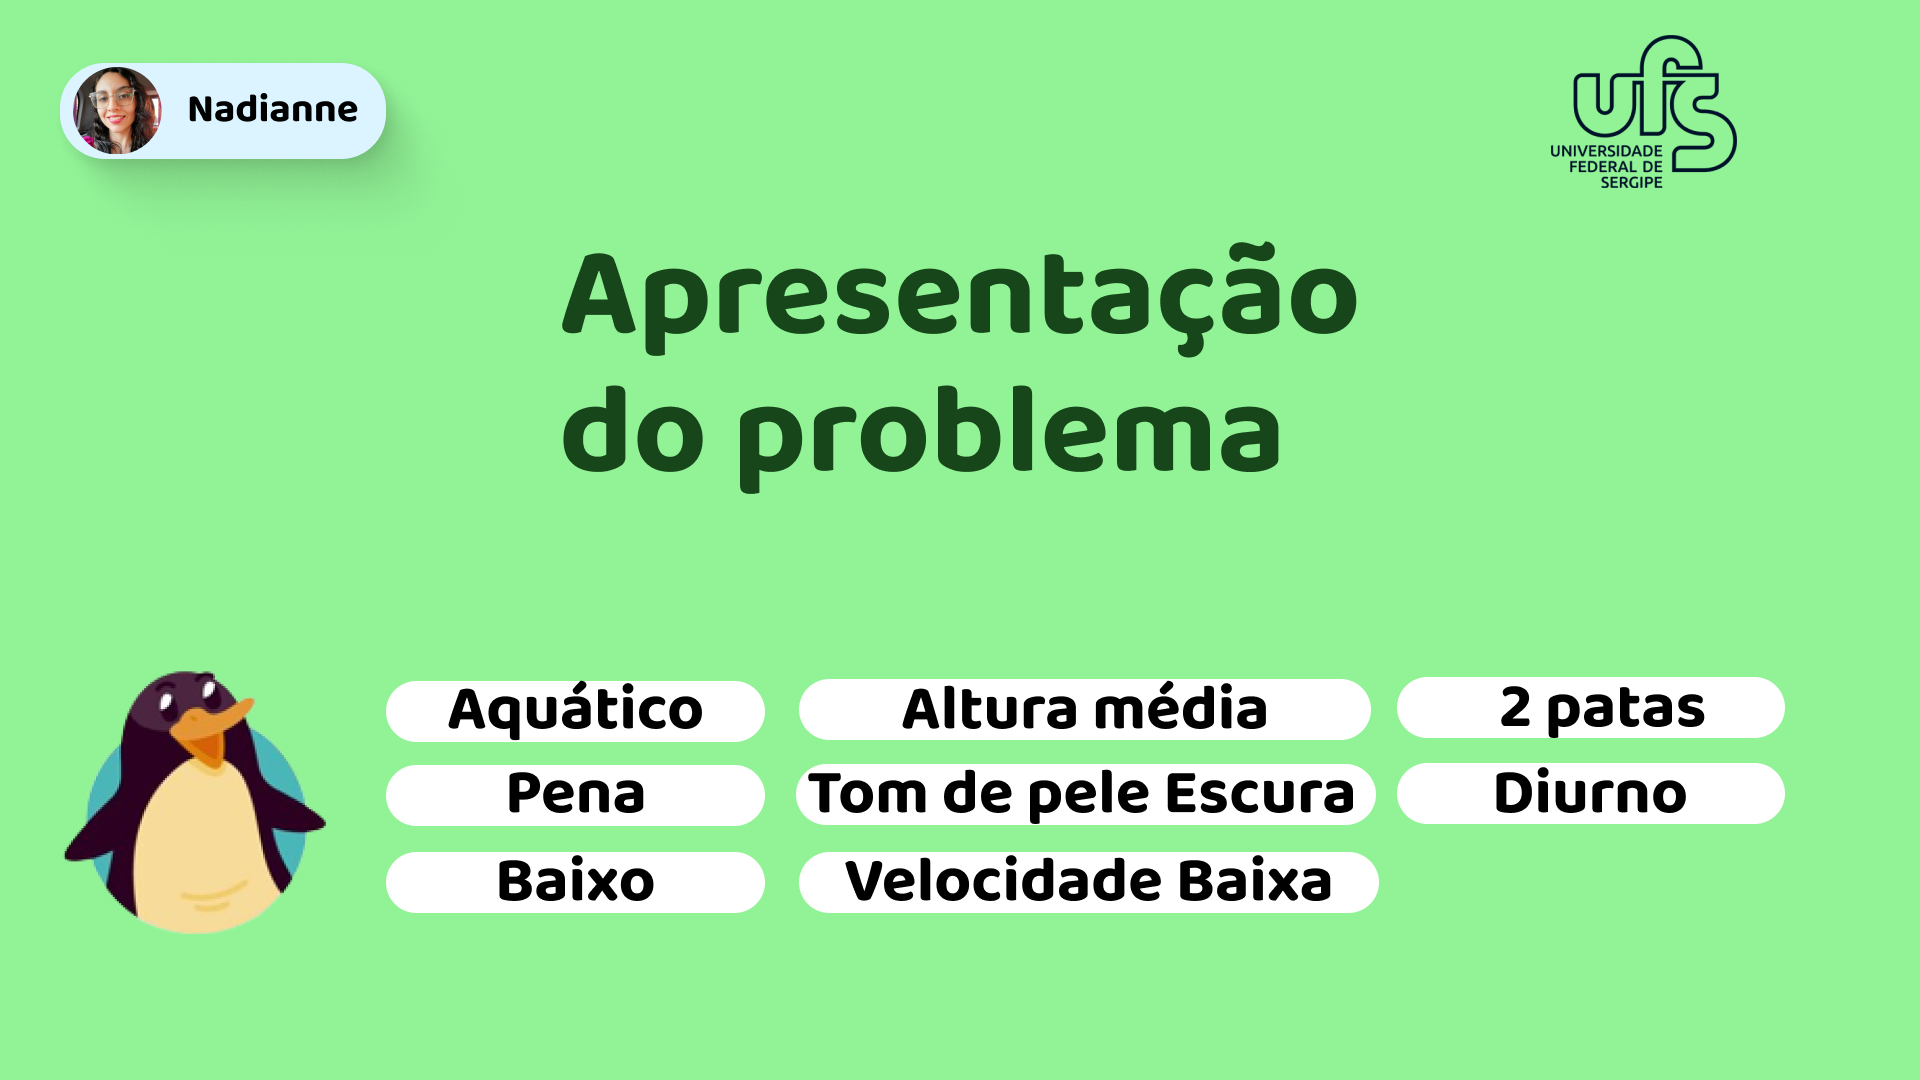 Nadianne
ufs
UNIVERSIDADE
FEDERAL DE
SERGIPE
Apresentação
do problema
Aquático
Altura média
2 patas
Pena
Tom de pele Escura
Diurno
Baixo
Velocidade Baixa